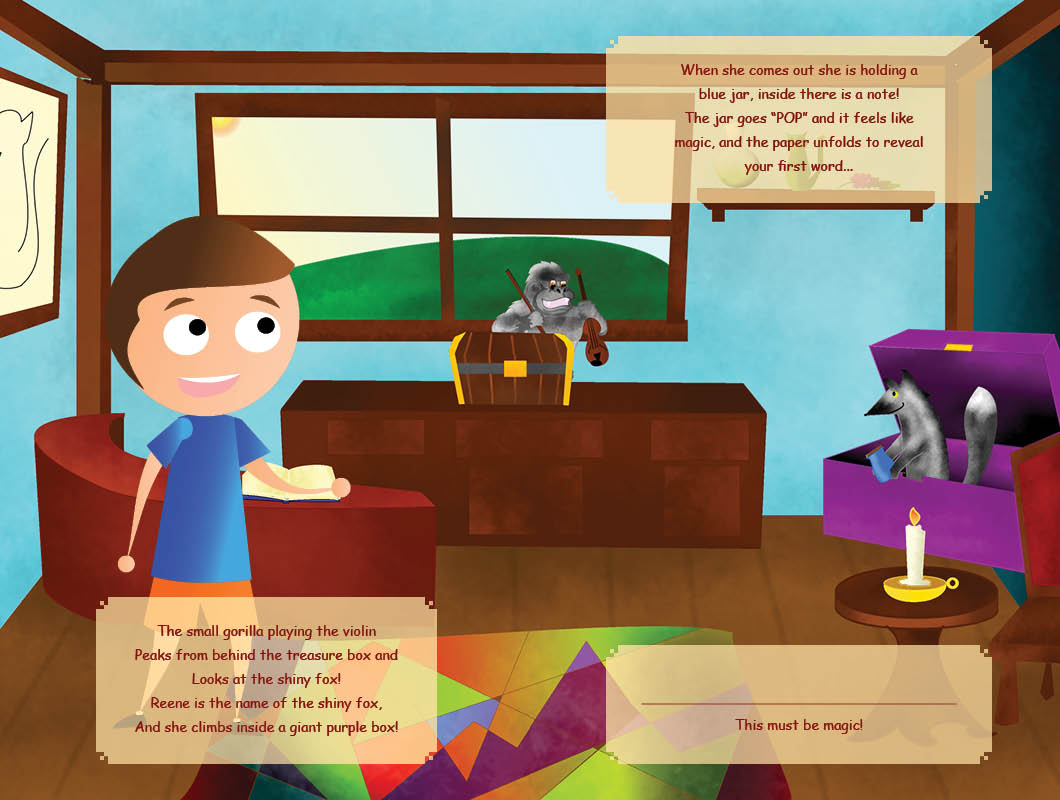 The small gorilla playing the violin
Peaks from behind the treasure box and
Looks at the shiny fox!
Reene is the name of the shiny fox,
And she climbs inside a giant purple box!
When she comes out she is holding a
blue jar, inside there is a note!
The jar goes “POP” and it feels like
magic, and the paper unfolds to reveal
your first word...
This must be magic!